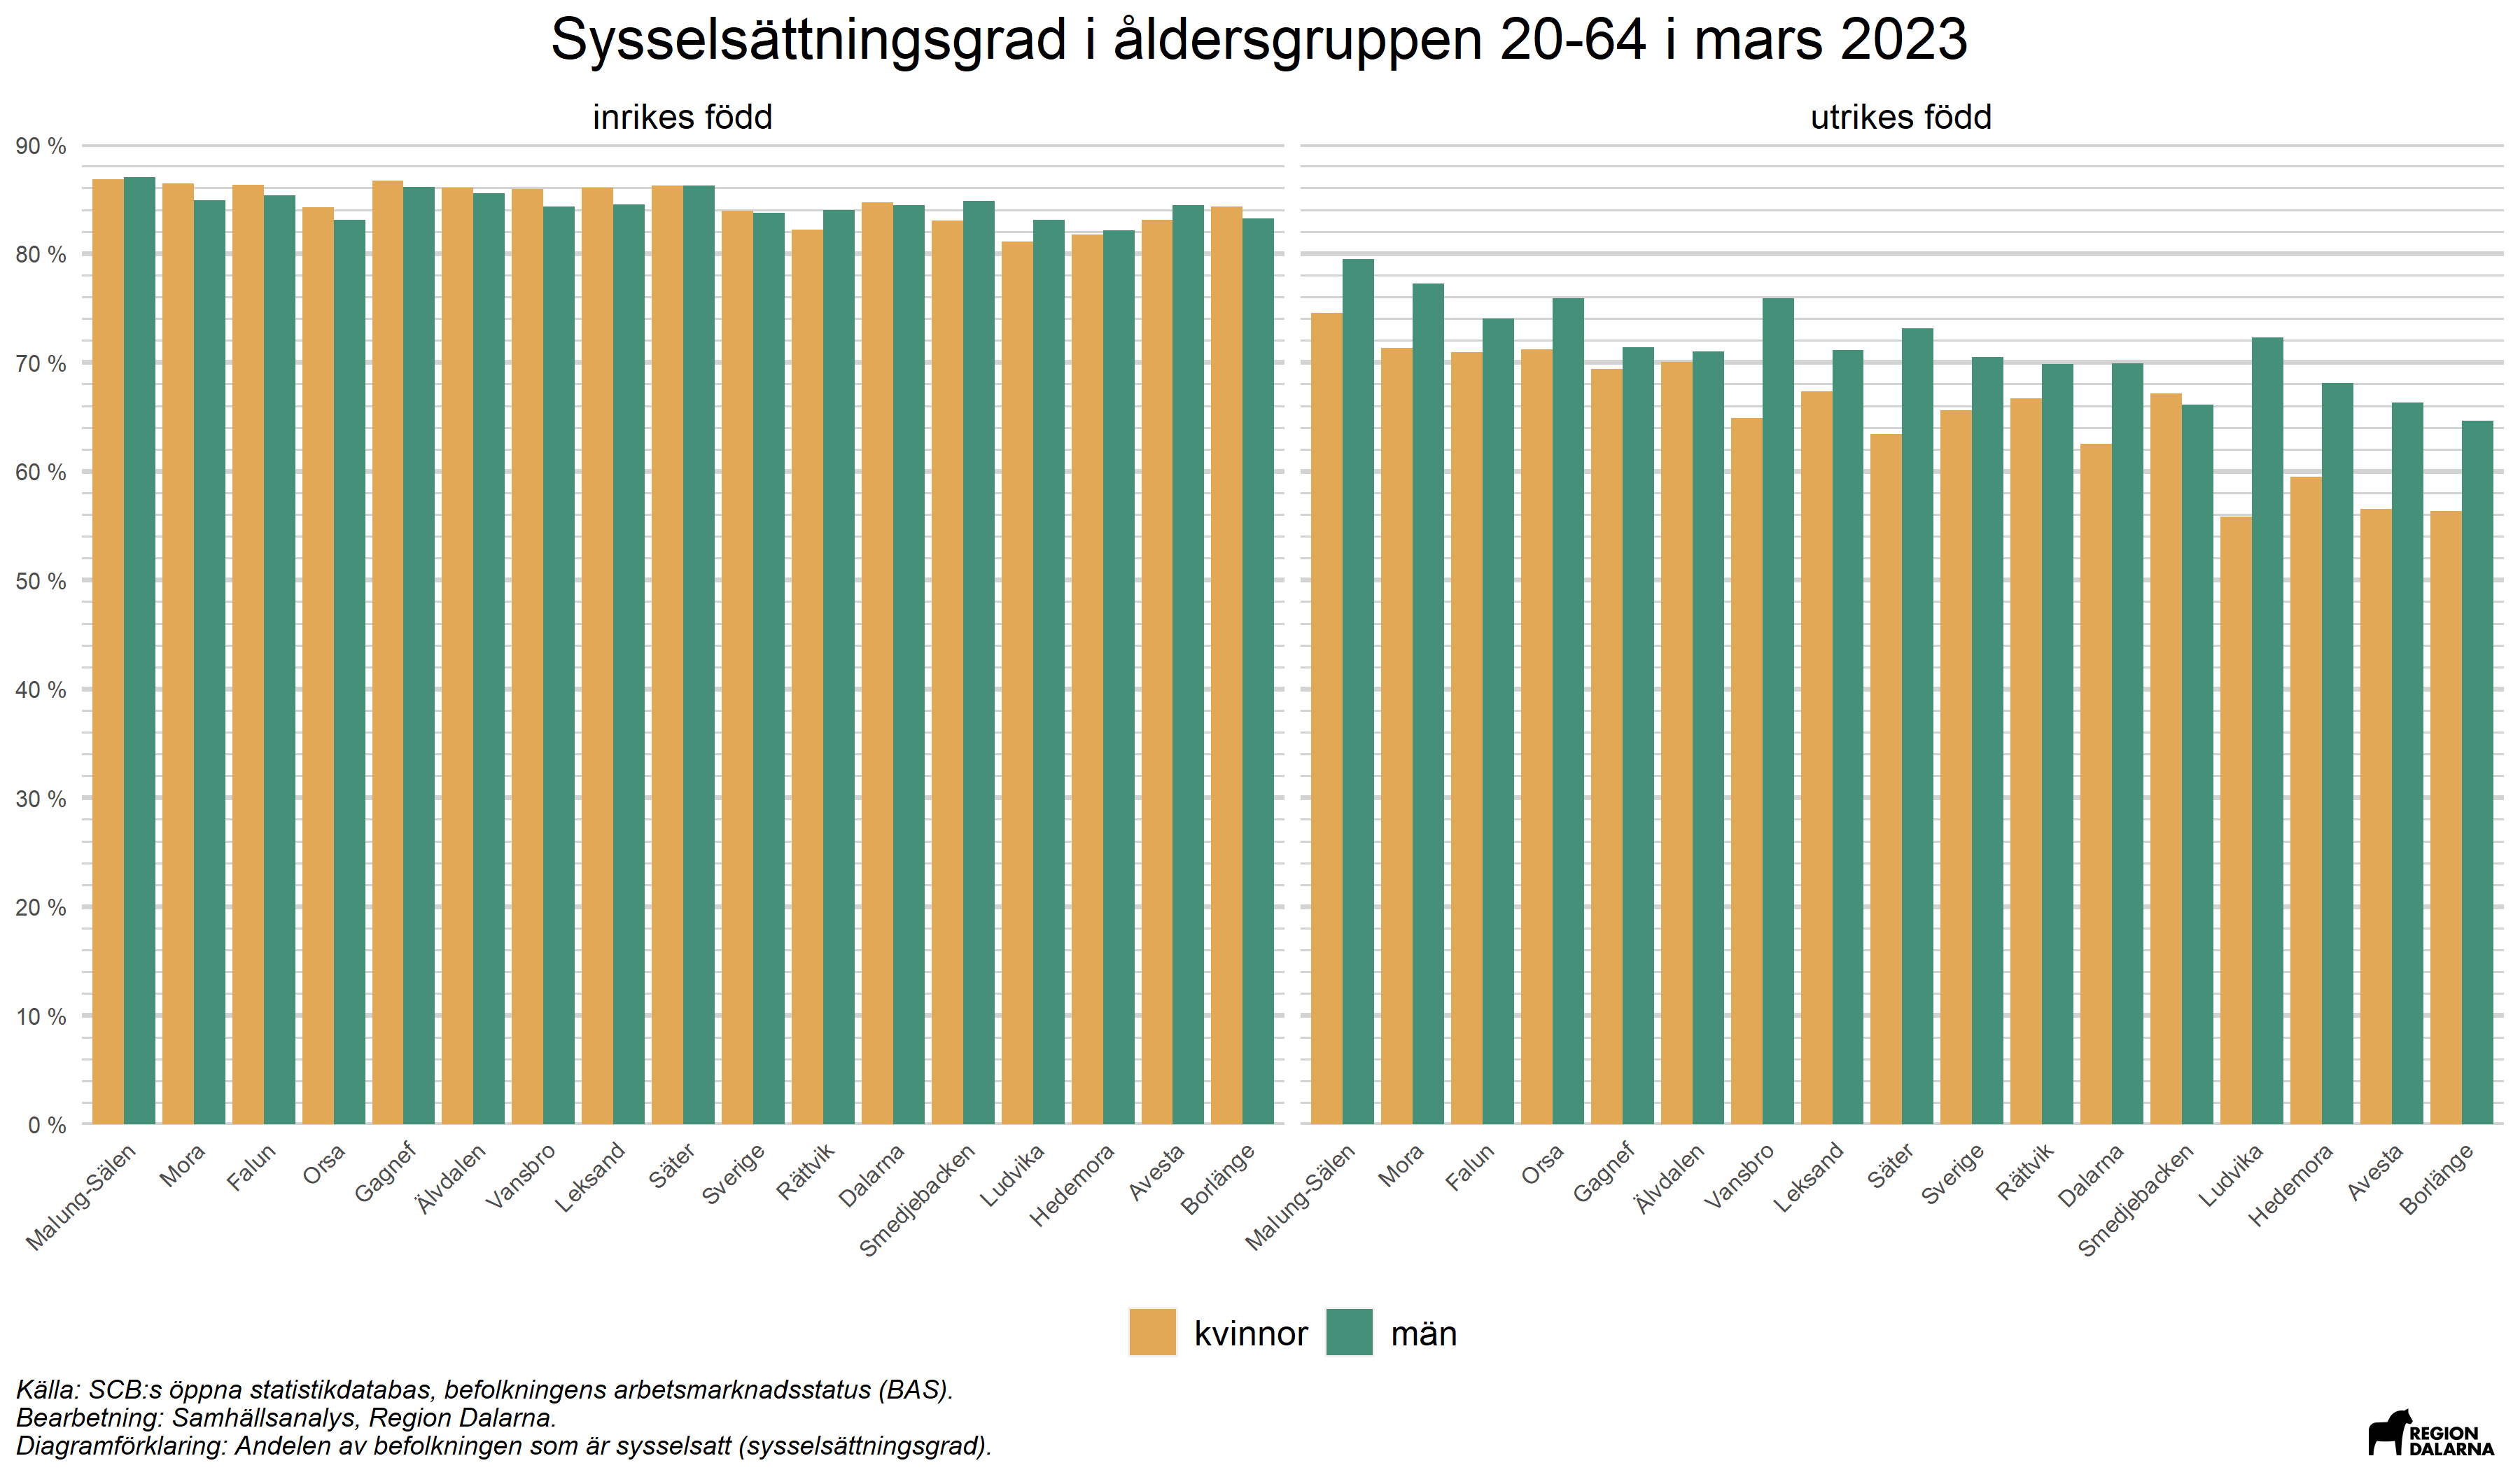 Sysselsättningsgrad i åldersgruppen 20-64 i mars 2023
inrikes född
utrikes född
90 %
80 %
70 %
60 %
50 %
40 %
30 %
20 %
10 %
0 %
Malung-Sälen
Mora
Falun
Orsa
Gagnef
Älvdalen
Vansbro
Leksand
Säter
Sverige
Rättvik
Dalarna
Smedjebacken
Ludvika
Hedemora
Avesta
Borlänge
Malung-Sälen
Mora
Falun
Orsa
Gagnef
Älvdalen
Vansbro
Leksand
Säter
Sverige
Rättvik
Dalarna
Smedjebacken
Ludvika
Hedemora
Avesta
Borlänge
kvinnor
män
Källa: SCB:s öppna statistikdatabas, befolkningens arbetsmarknadsstatus (BAS).
Bearbetning: Samhällsanalys, Region Dalarna.
Diagramförklaring: Andelen av befolkningen som är sysselsatt (sysselsättningsgrad).
REGION
DALARNA